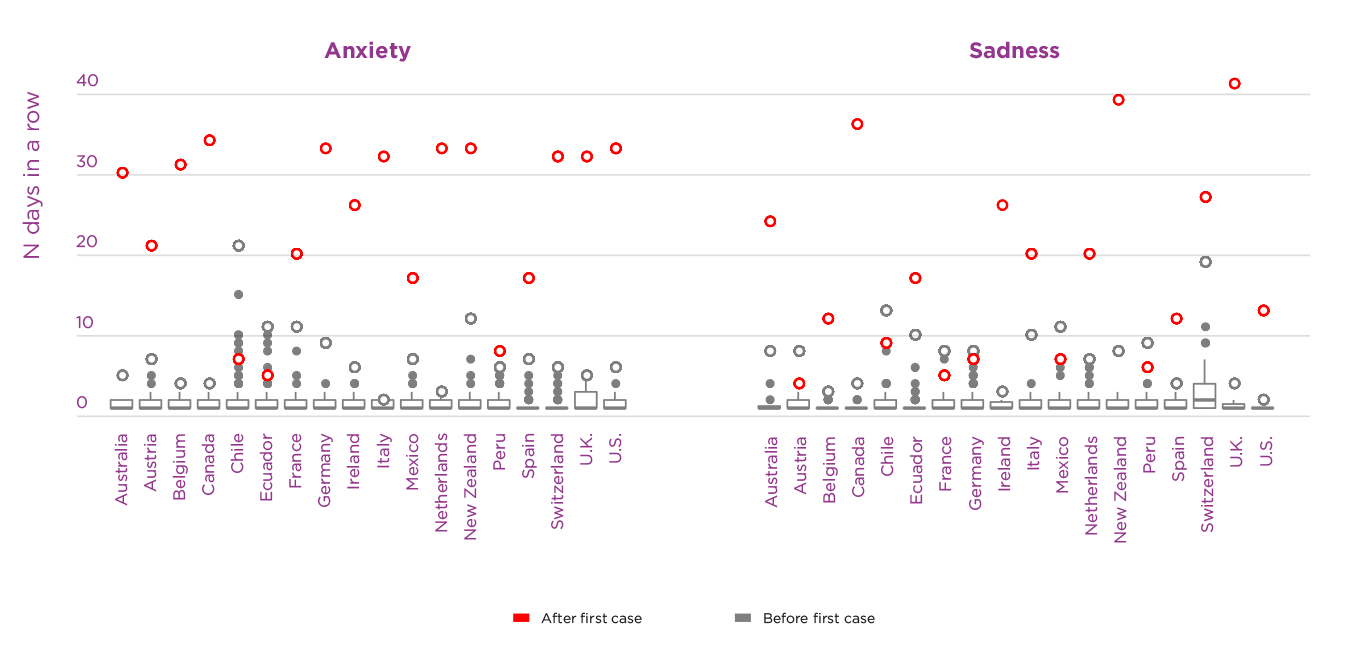 Anxiety
Sadness
N days in a row
40
30
20
10
0
Australia
Austria
Belgium
Canada
Chile
Ecuador
France
Germany
Ireland
Italy
Mexico
Netherlands
New Zealand
Peru
Spain
Switzerland
U.K.
U.S.
Australia
Austria
Belgium
Canada
Chile
Ecuador
France
Germany
Ireland
Italy
Mexico
Netherlands
New Zealand
Peru
Spain
Switzerland
U.K.
U.S.
After first case
Before first case